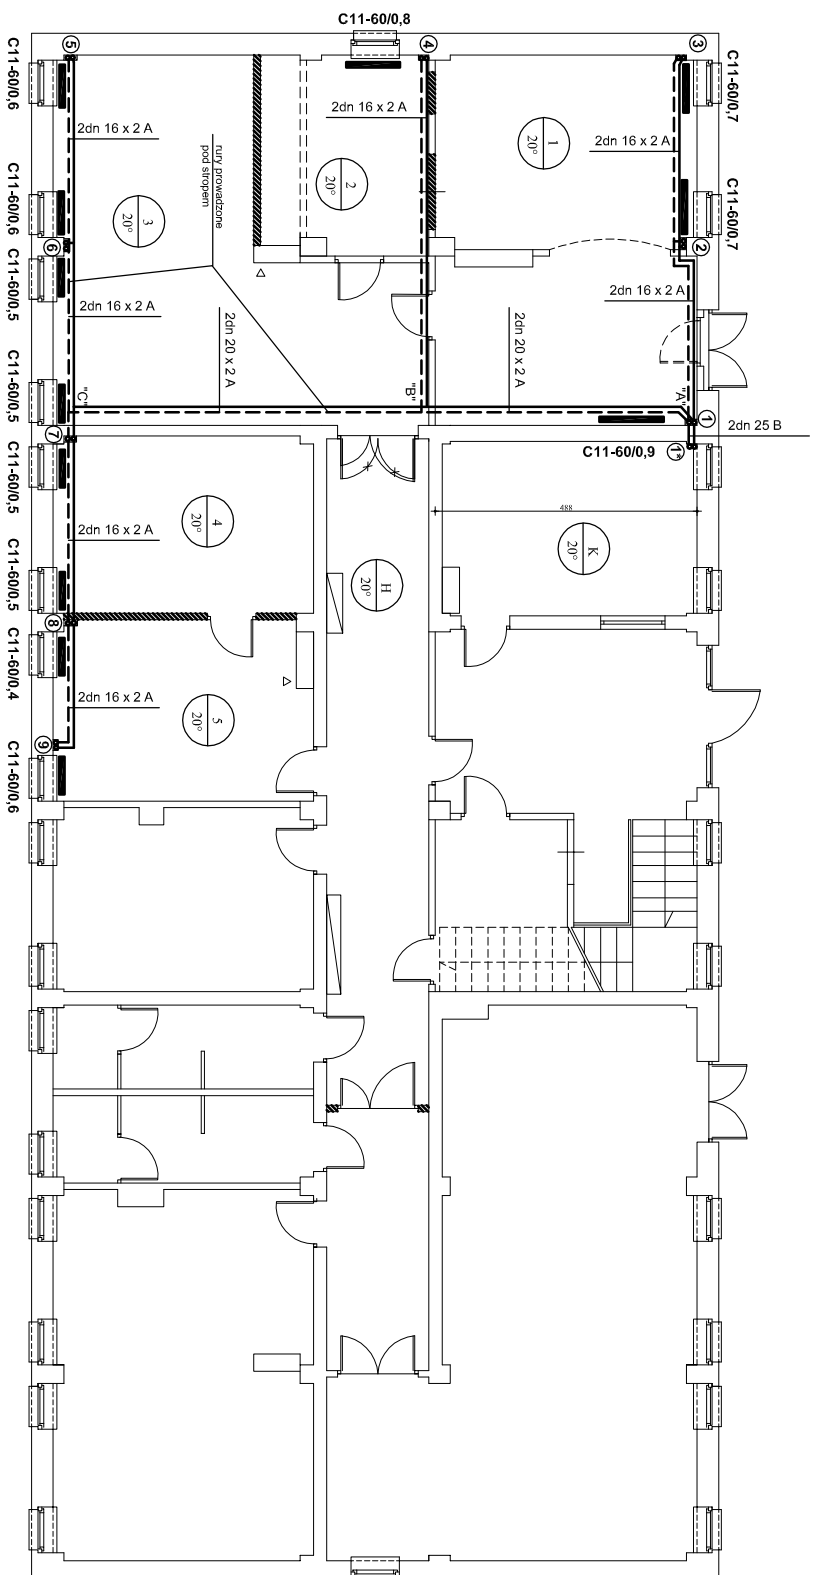 C11-60/0,8
5
4
3
C11-60/0,6
C11-60/0,7
2dn 16 x 2 A
2dn 16 x 2 A
2dn 16 x 2 A
1
20°
rury prowadzone
pod stropem
2
20°
3
20°
C11-60/0,6
C11-60/0,7
6
2
C11-60/0,5
2dn 16 x 2 A
2dn 16 x 2 A
2dn 20 x 2 A
2dn 20 x 2 A
C11-60/0,5
"C"
"B"
"A"
1
2dn 25 B
7
C11-60/0,9
1*
C11-60/0,5
488
4
20°
2dn 16 x 2 A
K
20°
H
20°
C11-60/0,5
8
C11-60/0,4
2dn 16 x 2 A
5
20°
9
C11-60/0,6
7